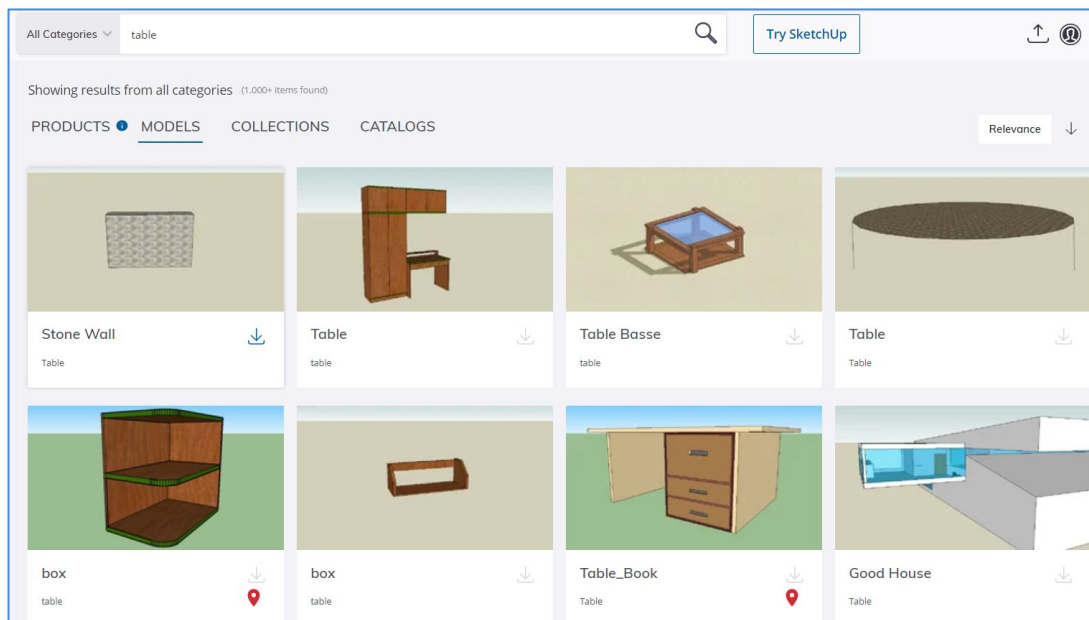 All Categories table Try SketchUp
Showing results from all categories (1.000+ items found)
PRODUCTS i MODELS COLLECTIONS CATALOGS Relevance
Stone Wall Table Table Basse Table
Table table table Table
box box Table_Book Good House
table table Table Table